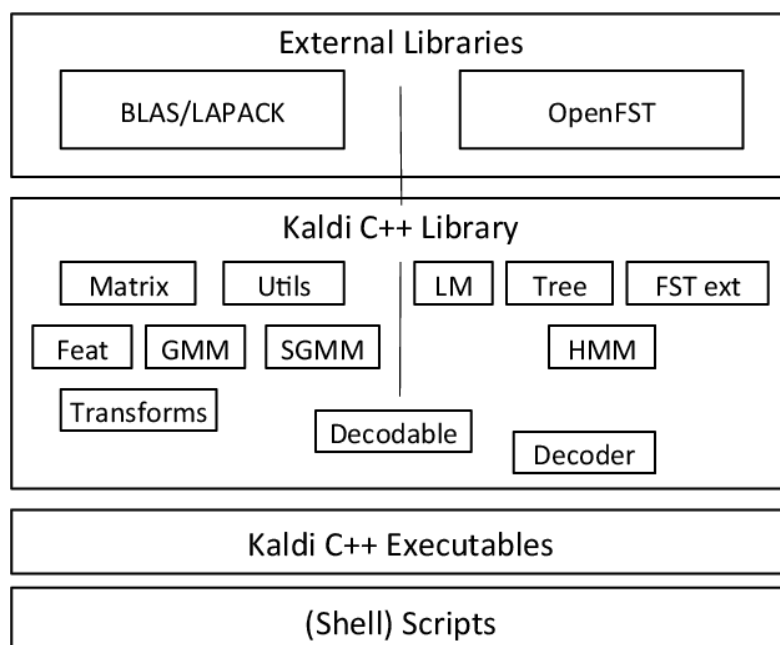 External Libraries
BLAS/LAPACK OpenFST
Kaldi C++ Library
Matrix Utils LM Tree FST ext
Feat GMM SGMM HMM
Transforms
Decodable
Decoder
Kaldi C++ Executables
(Shell) Scripts